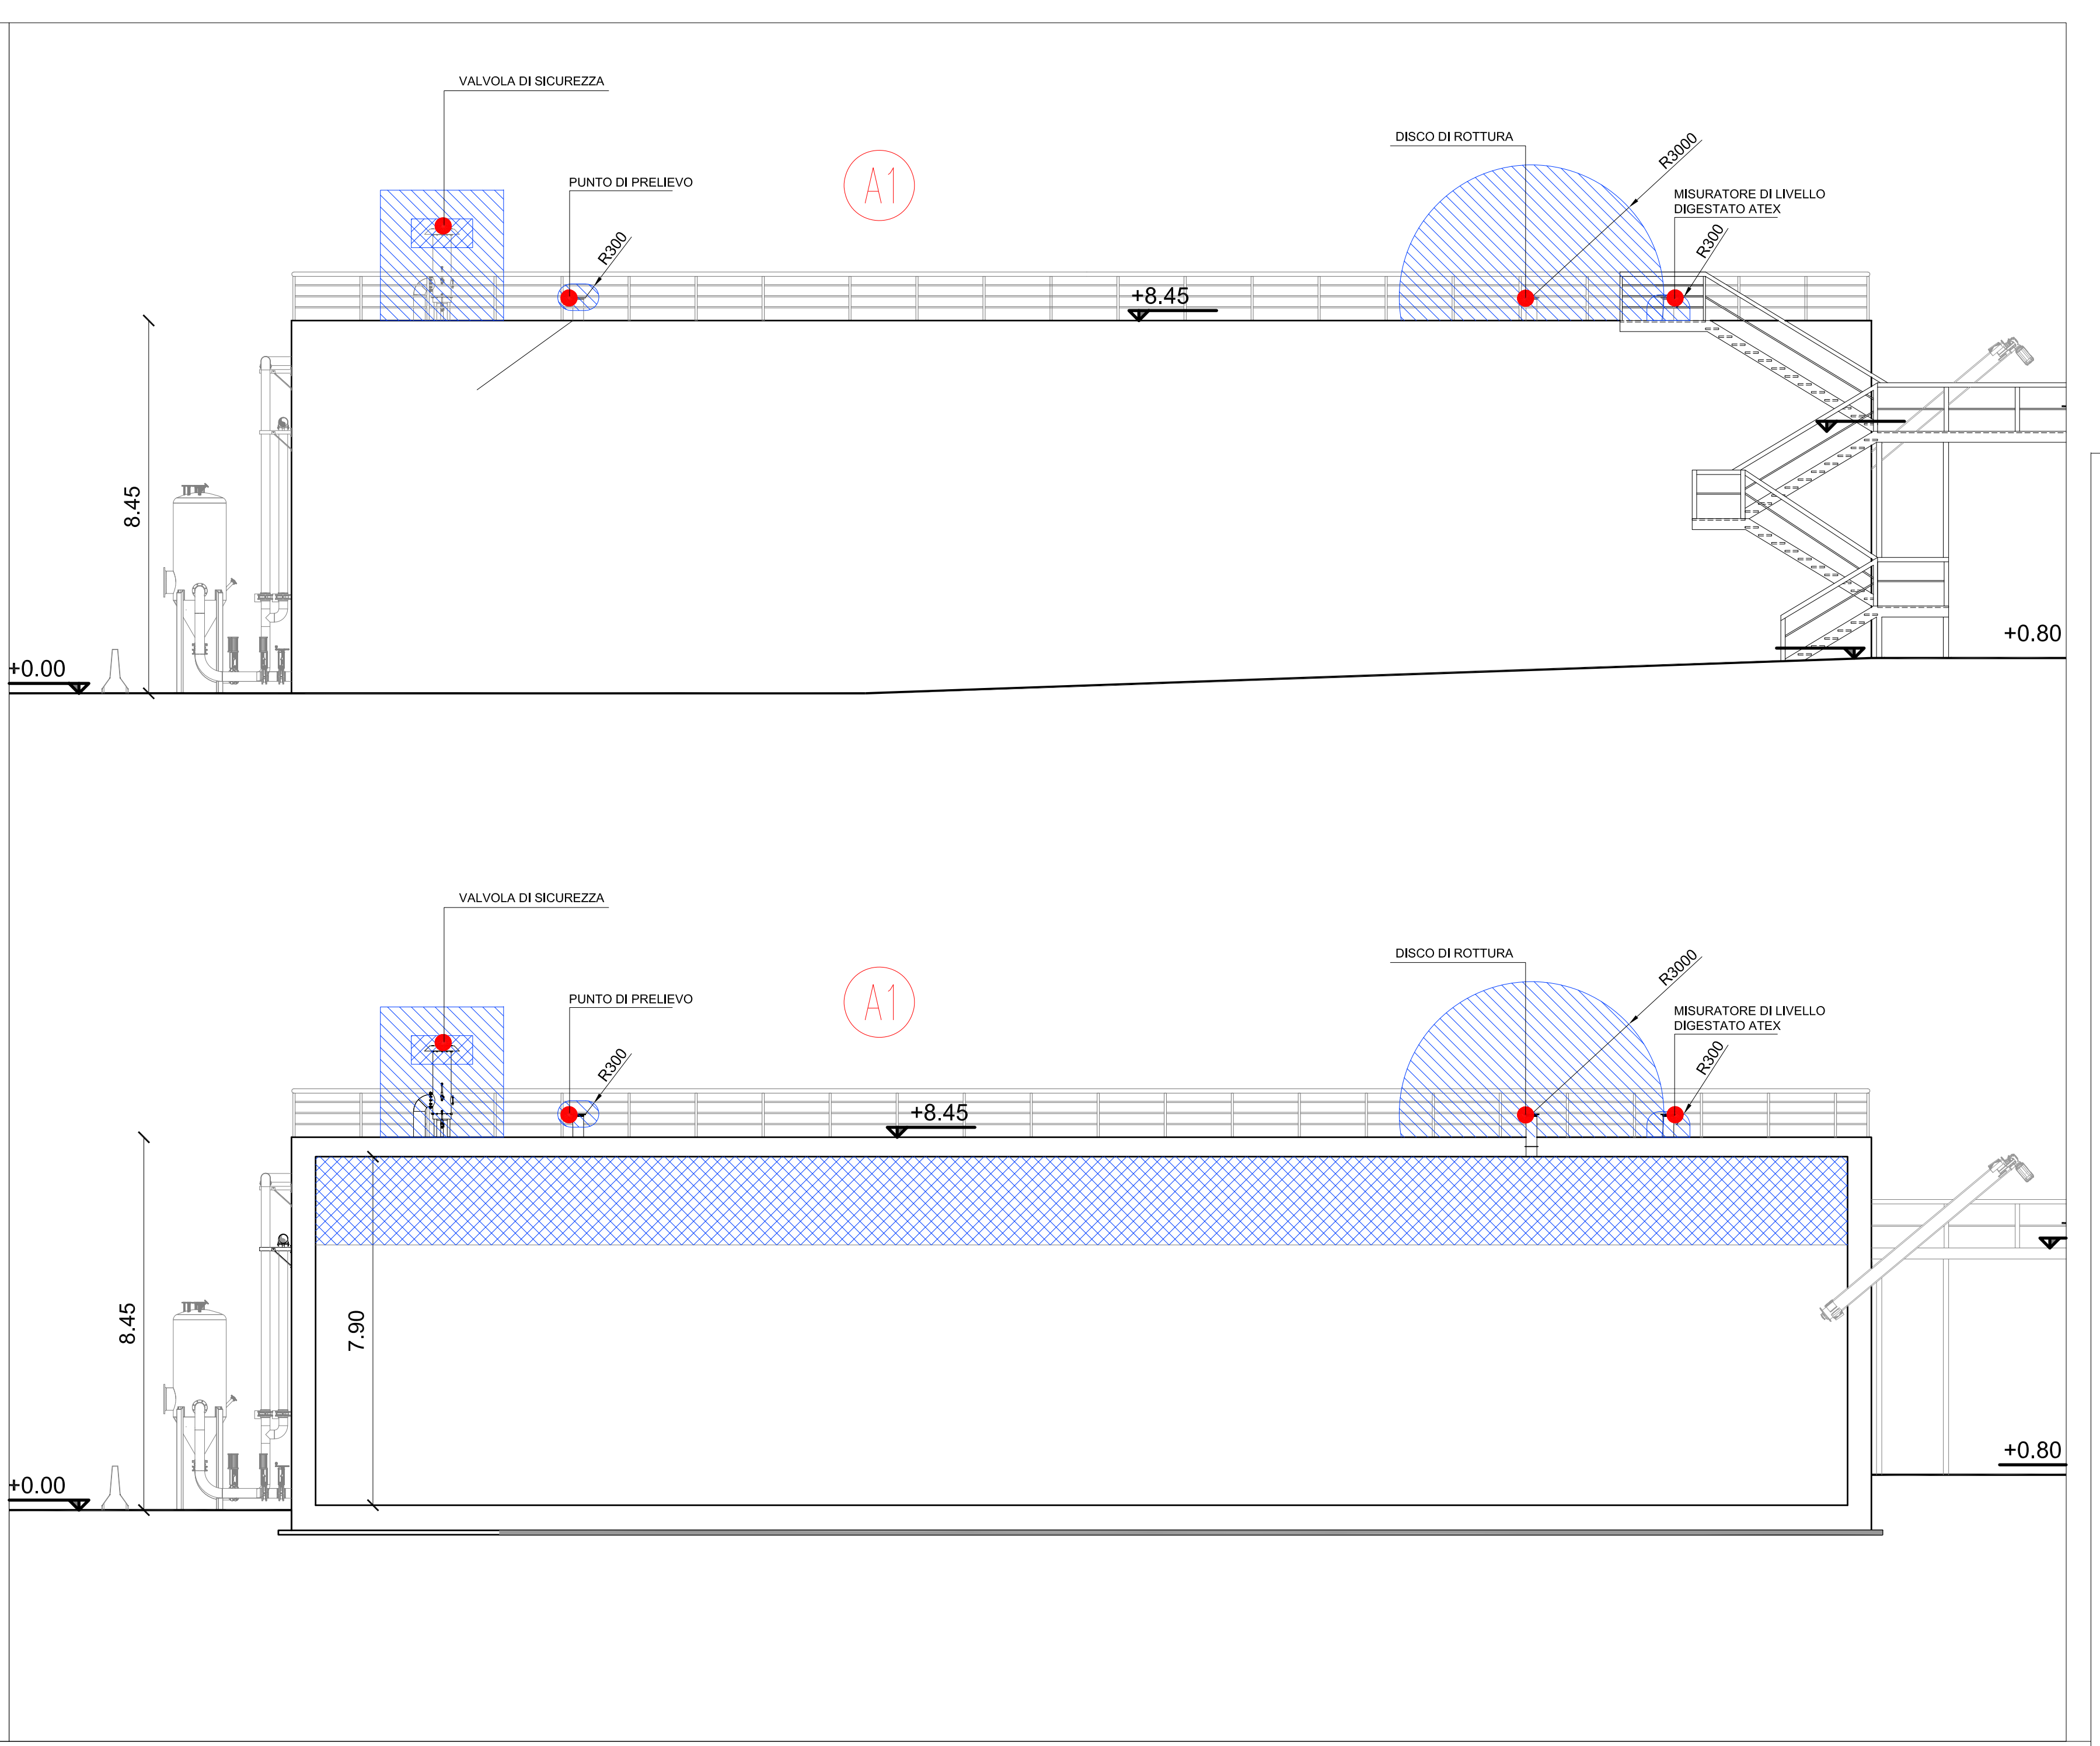 VALVOLA DI SICUREZZA
DISCO DI ROTTURA
R3000
PUNTO DI PRELIEVO
A1
MISURATORE DI LIVELLO
DIGESTATO ATEX
R300
R300
+8.45
8.45
+0.80
+0.00
VALVOLA DI SICUREZZA
DISCO DI ROTTURA
R3000
PUNTO DI PRELIEVO
A1
MISURATORE DI LIVELLO
DIGESTATO ATEX
R300
R300
+8.45
8.45
7.90
+0.80
+0.00